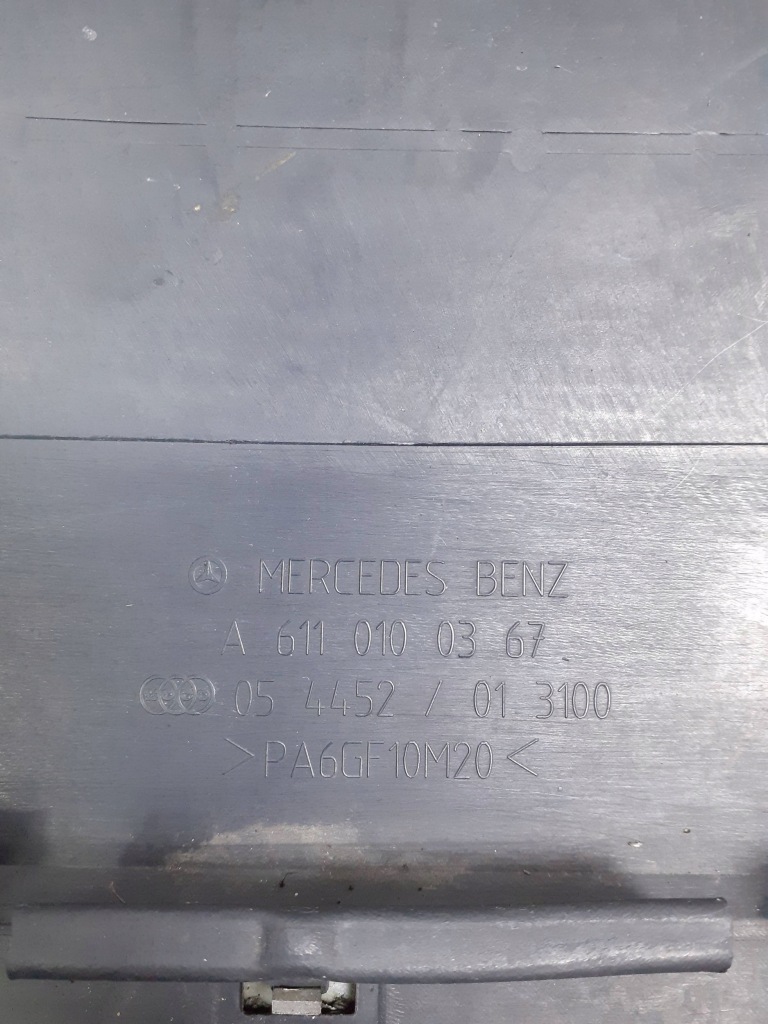 MERCEDES BENZ
A 611 010 03 67
05 4452 / 01 3100
>PA6GF10M20<